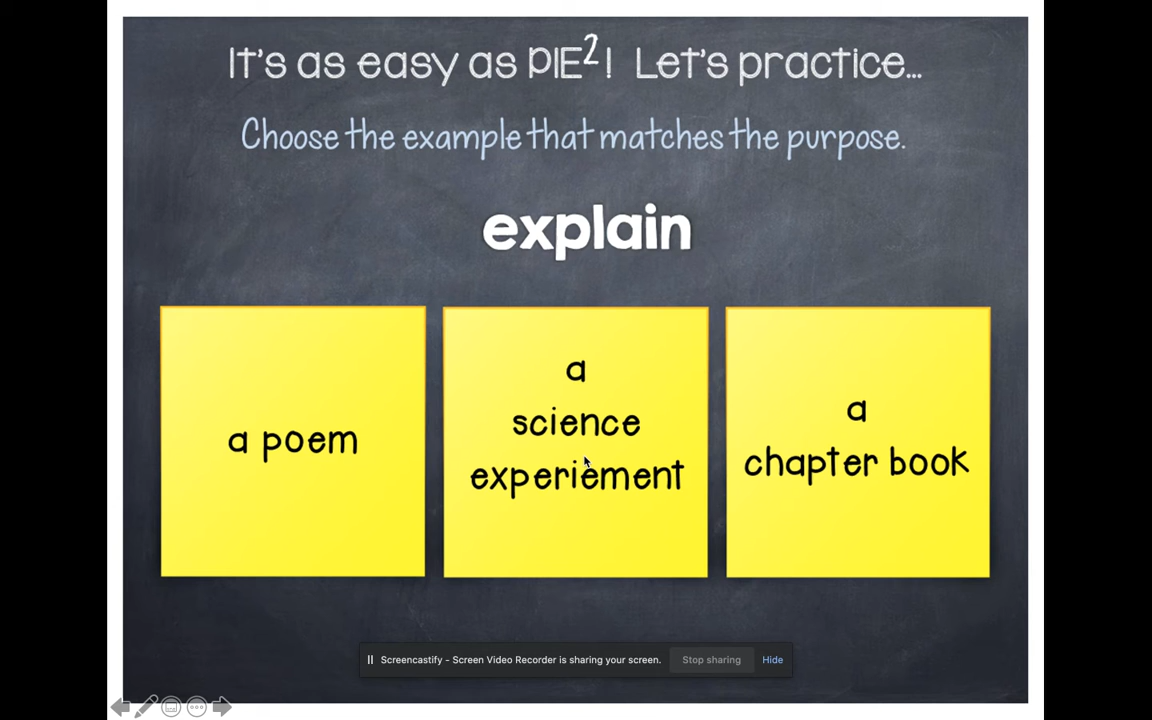 It's as easy as PIE²! Let's practice...
Choose the example that matches the purpose.
explain
a poem
a
science
experiement
a
chapter book
Screencastify - Screen Video Recorder is sharing your screen. Stop sharing Hide